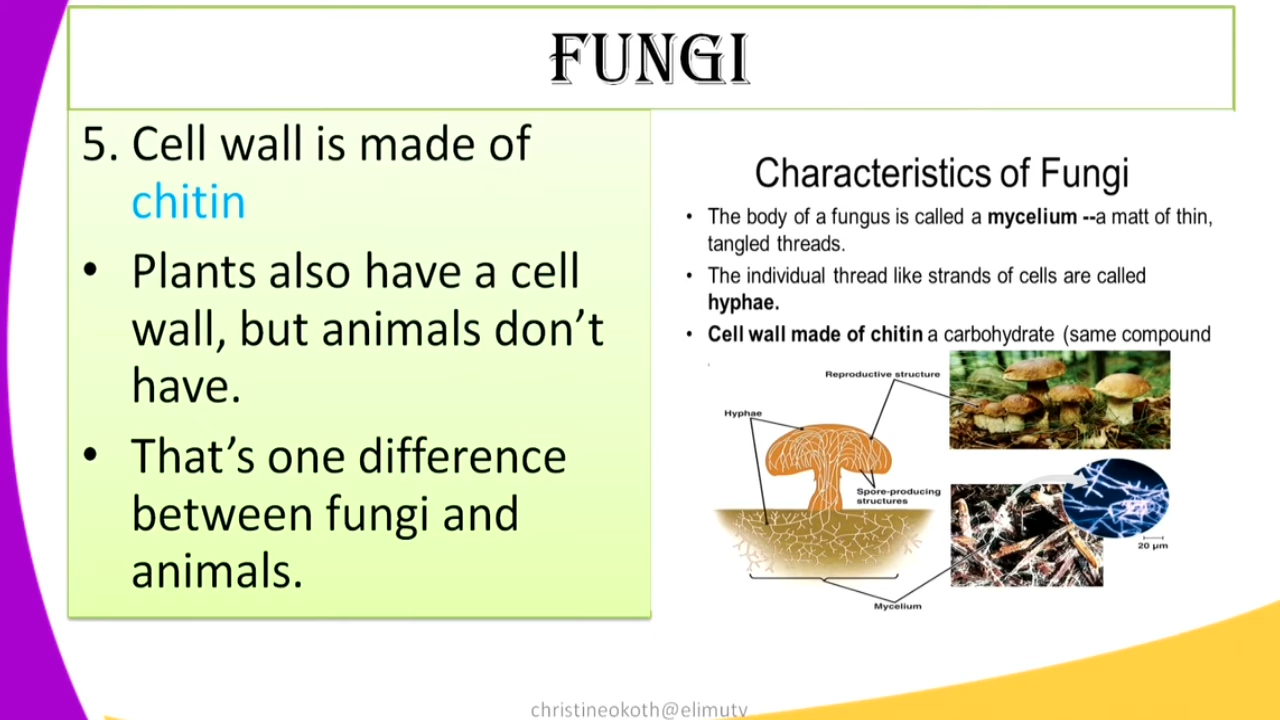 FUNGI
5. Cell wall is made of
chitin
• Plants also have a cell
wall, but animals don’t
have.
• That’s one difference
between fungi and
animals.
Characteristics of Fungi
• The body of a fungus is called a mycelium --a matt of thin,
tangled threads.
• The individual thread like strands of cells are called
hyphae.
• Cell wall made of chitin a carbohydrate (same compound
Reproductive structure
Hyphae
Spore-producing
structures
20 µm
Mycelium
christineokoth@elimutv